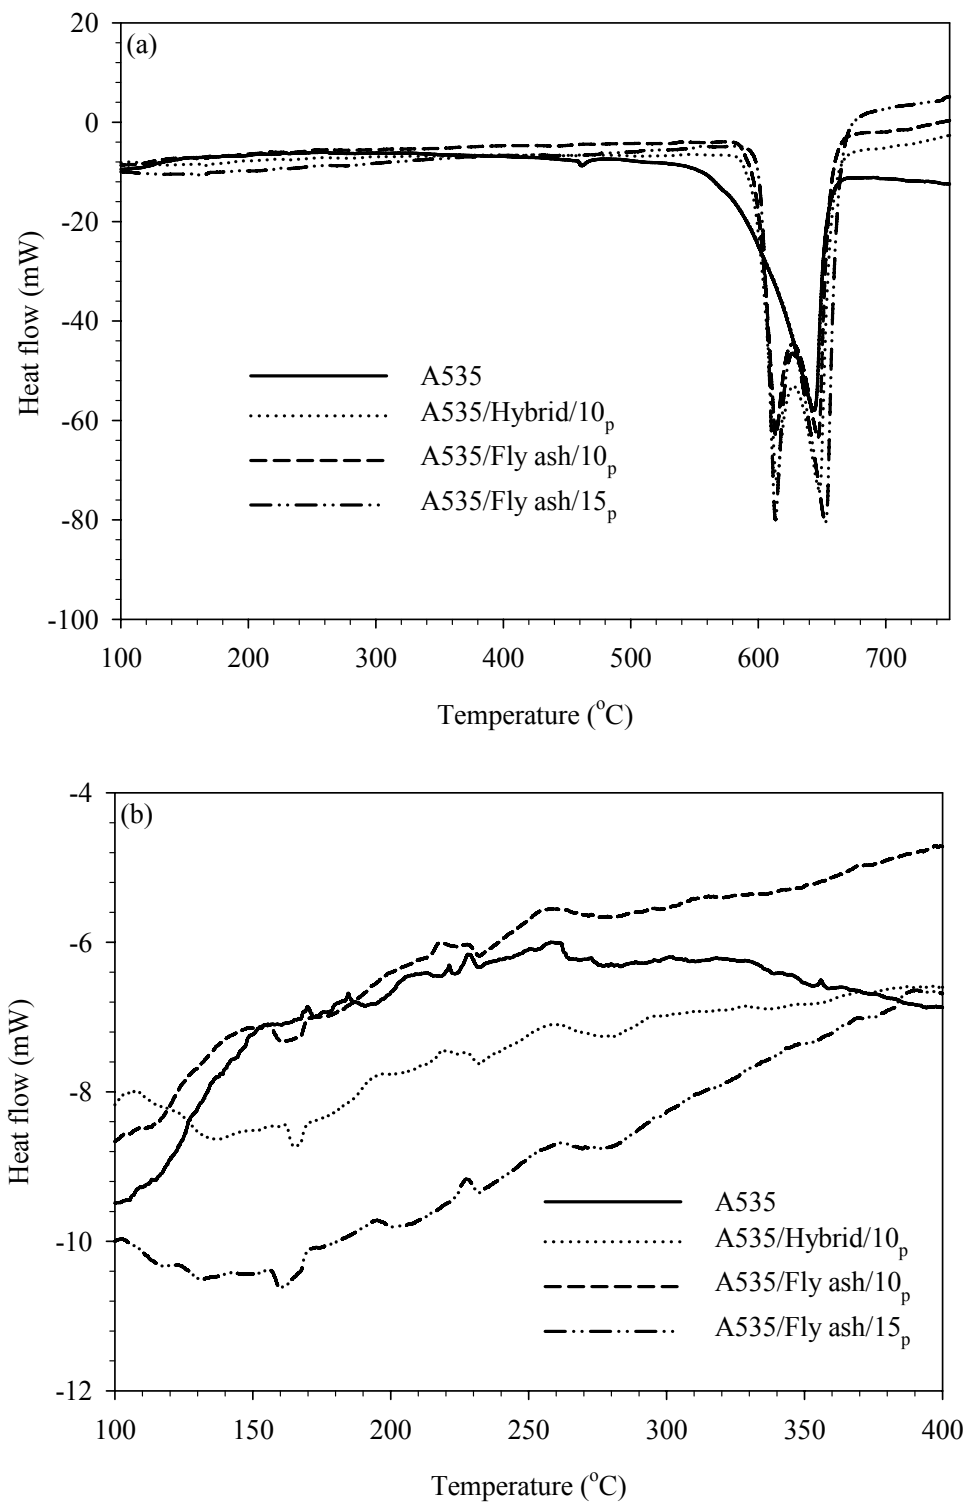 20
(a)
0
-20
-40
-60
-80
-100
Heat flow (mW)
A535
A535/Hybrid/10p
A535/Fly ash/10p
A535/Fly ash/15p
100 200 300 400 500 600 700
Temperature (oC)
-4
(b)
-6
-8
-10
-12
Heat flow (mW)
A535
A535/Hybrid/10p
A535/Fly ash/10p
A535/Fly ash/15p
100 150 200 250 300 350 400
Temperature (oC)